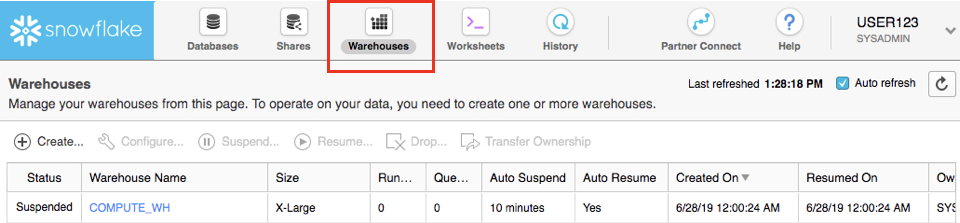 snowflake
Databases
Shares
Warehouses
Worksheets
History
Partner Connect
Help
USER123
SYSADMIN
Warehouses
Last refreshed 1:28:18 PM
Auto refresh
Manage your warehouses from this page. To operate on your data, you need to create one or more warehouses.
Create... Configure... Suspend... Resume... Drop... Transfer Ownership
Status Warehouse Name Size Run... Que... Auto Suspend Auto Resume Created On Resumed On Ow
Suspended COMPUTE_WH X-Large 0 0 10 minutes Yes 6/28/19 12:00:24 AM 6/28/19 12:00:24 AM SYS